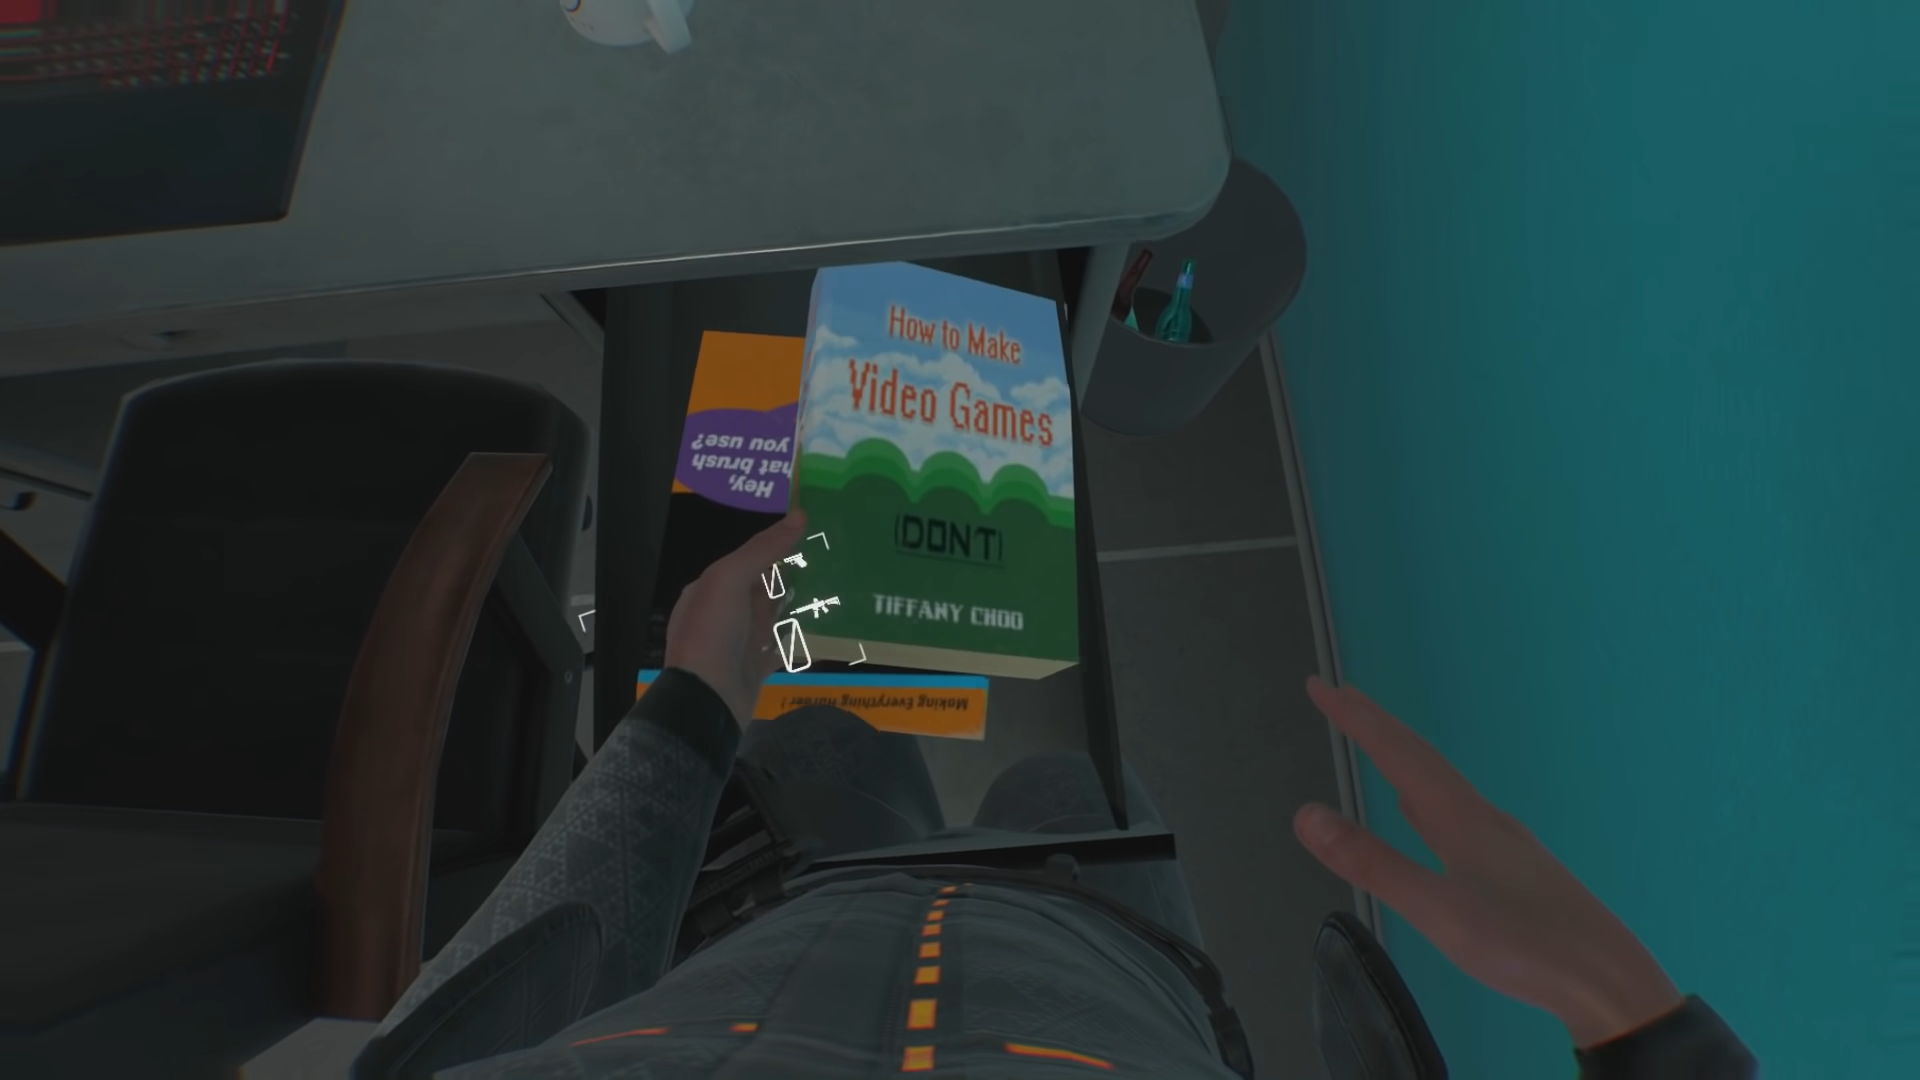 How to Make
Video Games
(DON'T)
TIFFANY CHOO
Hey,
hat brush
you use?
Making Everything Harder!